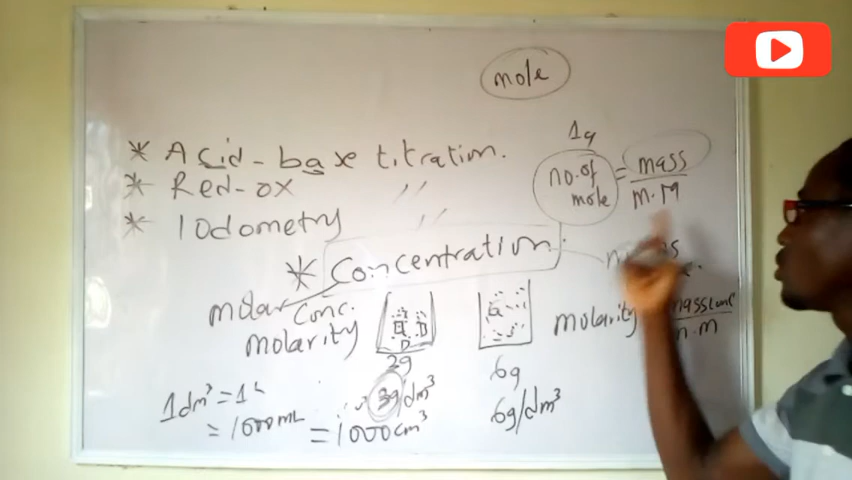 mole
* Acid-base titration.
* Red-ox ''
* Iodometry ''
1g
no. of mole = mass
m.M
* Concentration
molar Conc.
molarity
molarity
2g
6g
3g/dm³
6g/dm³
1dm³ = 1L
= 1000mL = 1000cm³